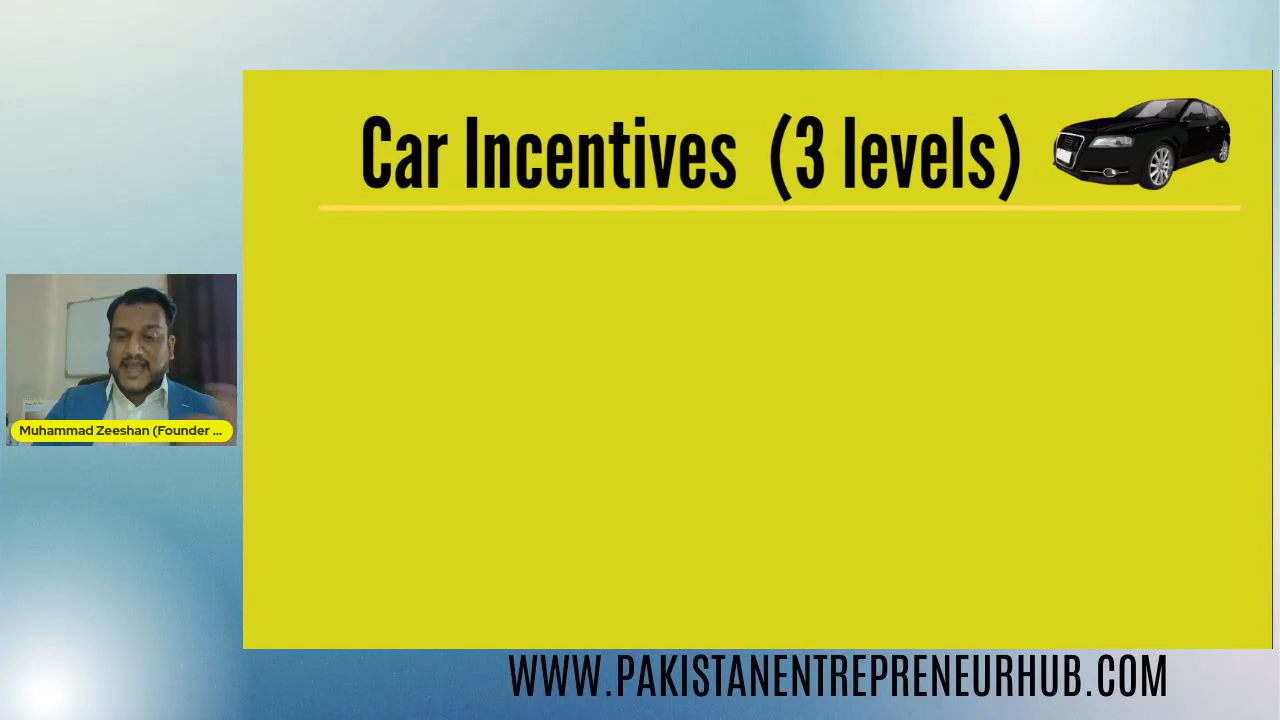 Car Incentives (3 levels)
Muhammad Zeeshan (Founder ...
WWW.PAKISTANENTREPRENEURHUB.COM